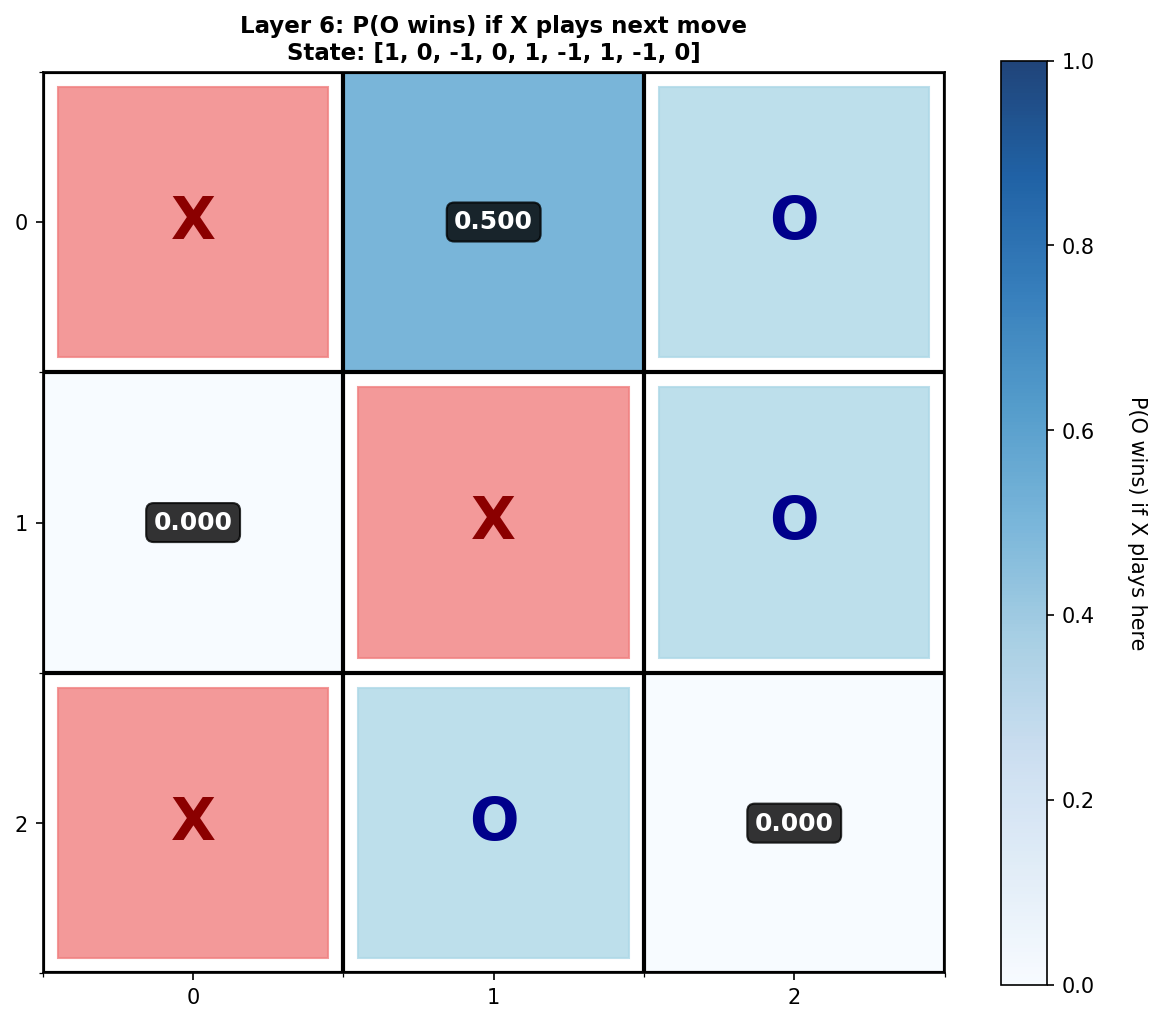 Layer 6: P(O wins) if X plays next move
State: [1, 0, -1, 0, 1, -1, 1, -1, 0]
X
0.500
O
0
0.000
X
O
1
X
O
0.000
2
0
1
2
1.0
0.8
0.6
0.4
0.2
0.0
P(O wins) if X plays here